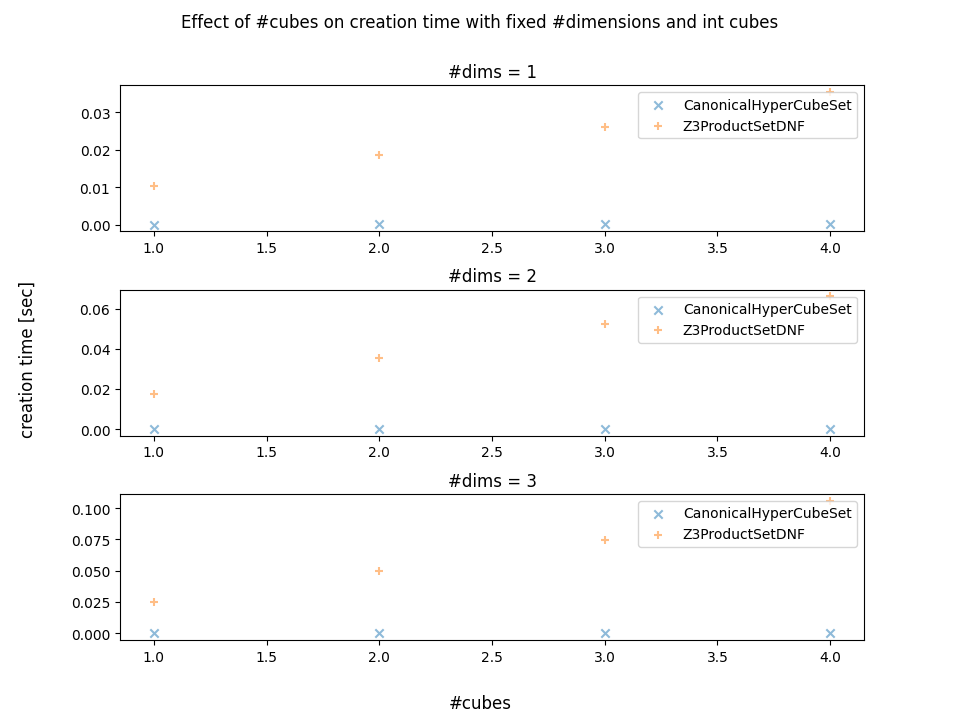 Effect of #cubes on creation time with fixed #dimensions and int cubes
#dims = 1
CanonicalHyperCubeSet
Z3ProductSetDNF
0.03
0.02
0.01
0.00
1.0 1.5 2.0 2.5 3.0 3.5 4.0
#dims = 2
CanonicalHyperCubeSet
Z3ProductSetDNF
0.06
0.04
0.02
0.00
1.0 1.5 2.0 2.5 3.0 3.5 4.0
creation time [sec]
#dims = 3
CanonicalHyperCubeSet
Z3ProductSetDNF
0.100
0.075
0.050
0.025
0.000
1.0 1.5 2.0 2.5 3.0 3.5 4.0
#cubes